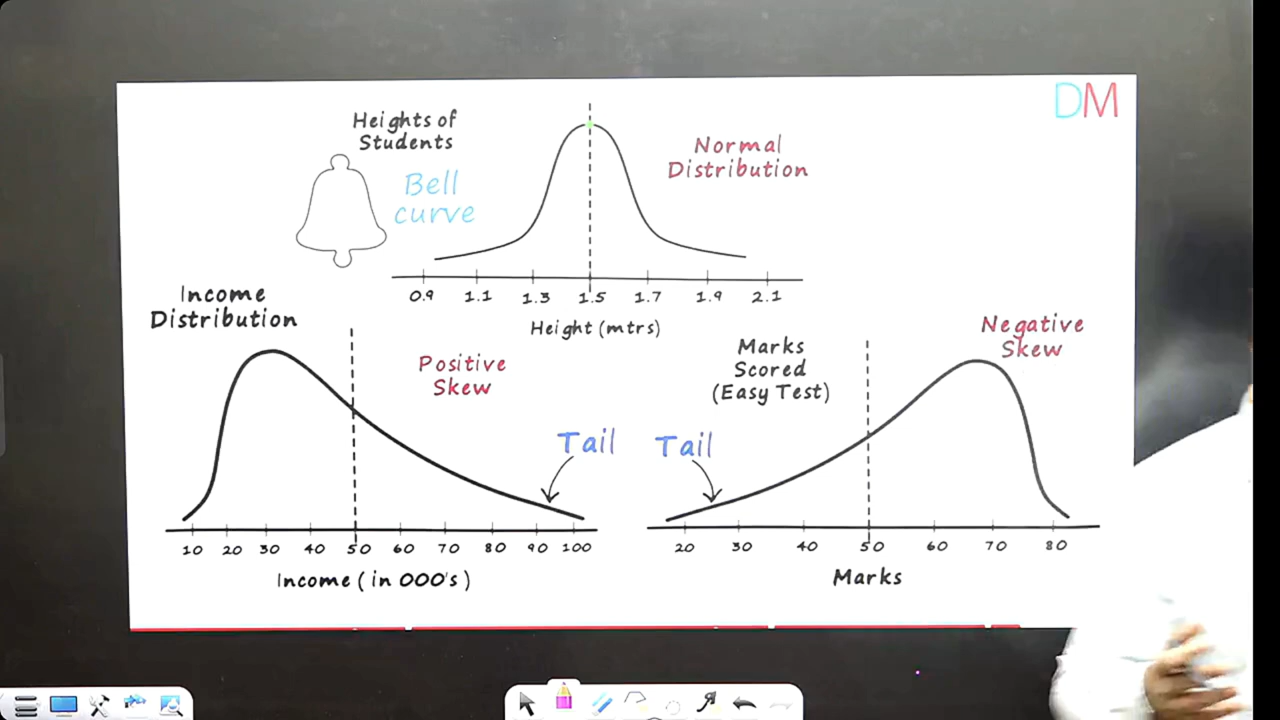 DM
Heights of
Students
Bell
curve
Normal
Distribution
0.9 1.1 1.3 1.5 1.7 1.9 2.1
Height (mtrs)
Income
Distribution
Positive
Skew
Tail
10 20 30 40 50 60 70 80 90 100
Income (in 000's)
Marks
Scored
(Easy Test)
Negative
Skew
Tail
20 30 40 50 60 70 80
Marks